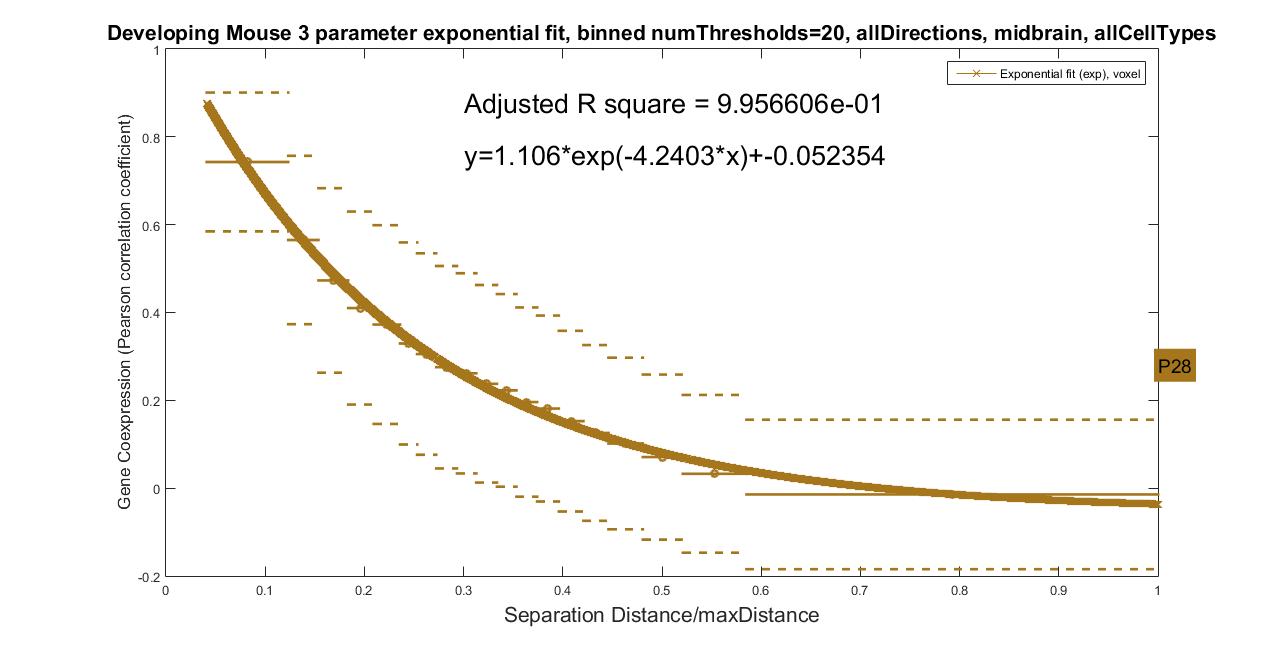 Developing Mouse 3 parameter exponential fit, binned numThresholds=20, allDirections, midbrain, allCellTypes
Exponential fit (exp), voxel
Adjusted R square = 9.956606e-01
y=1.106*exp(-4.2403*x)+-0.052354
Gene Coexpression (Pearson correlation coefficient)
1
0.8
0.6
0.4
0.2
0
-0.2
P28
0
0.1
0.2
0.3
0.4
0.5
0.6
0.7
0.8
0.9
1
Separation Distance/maxDistance